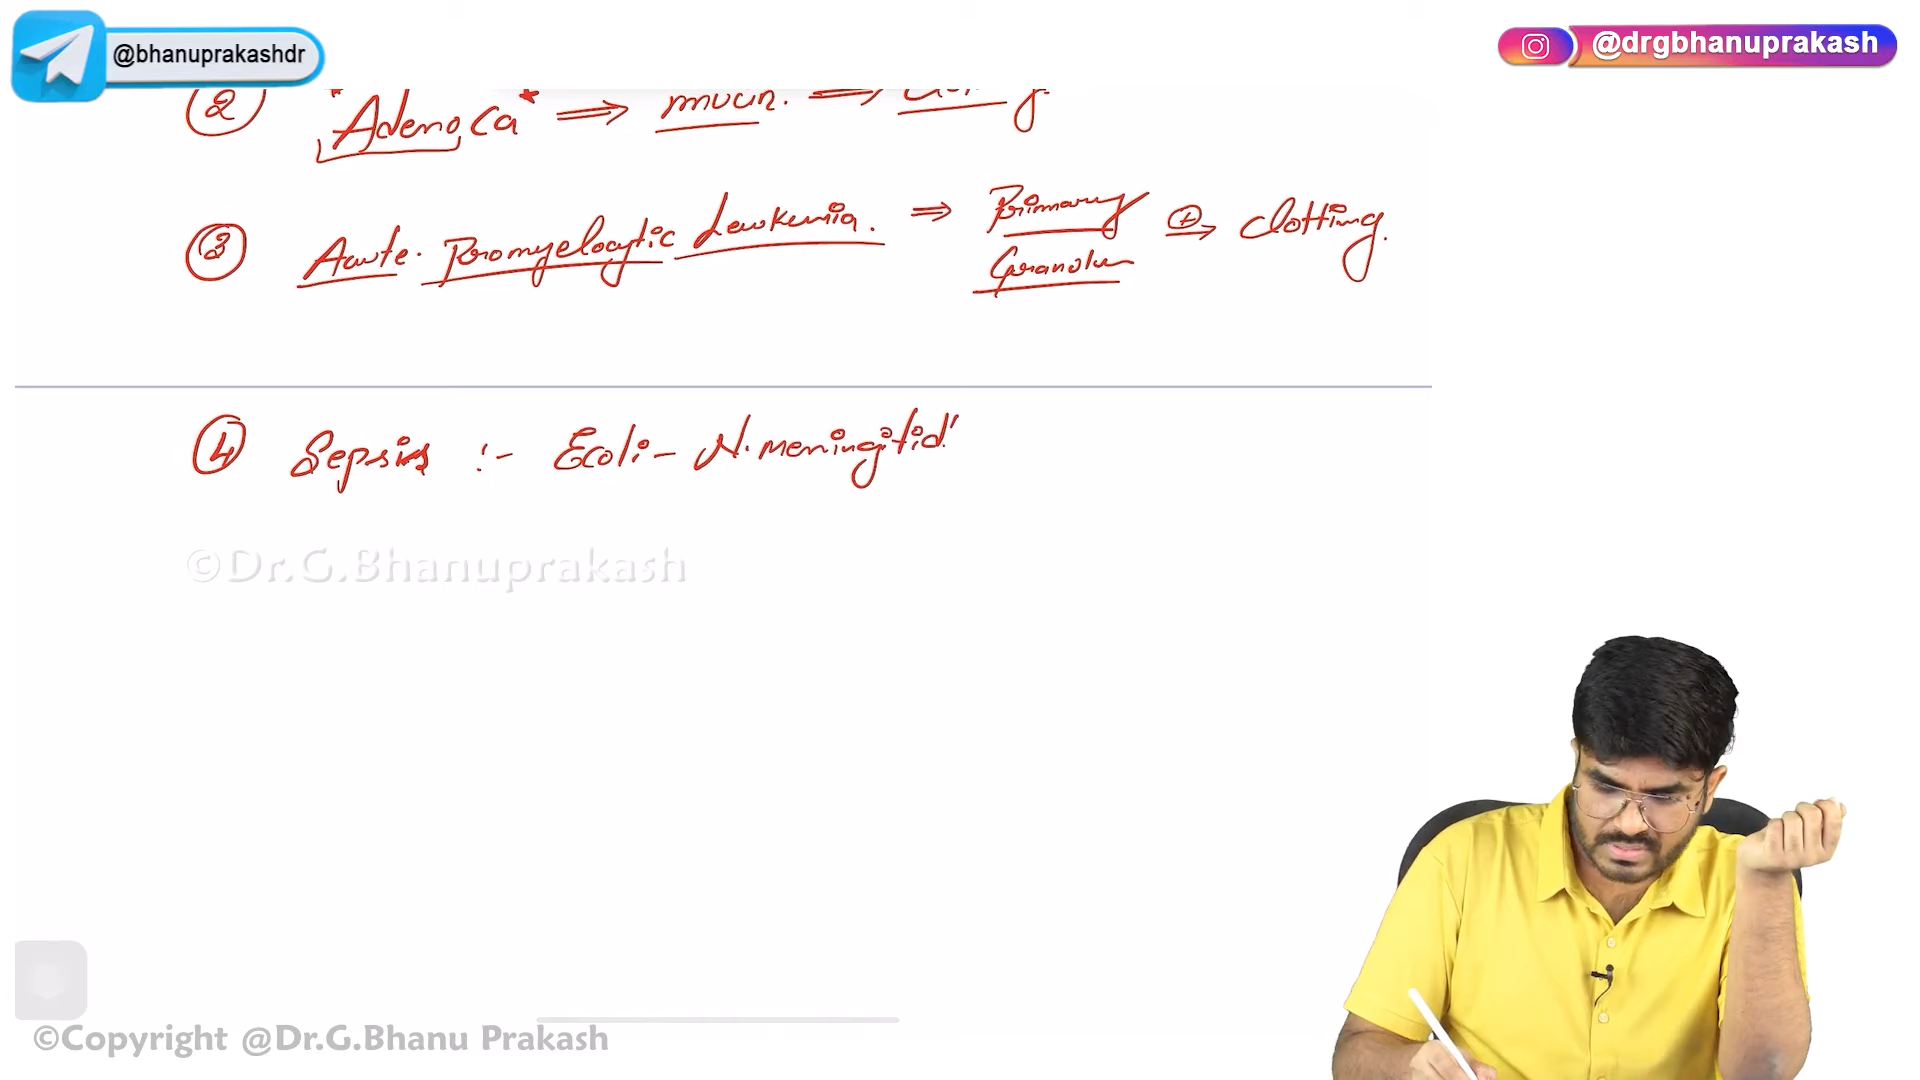 @bhanuprakashdr
@drgbhanuprakash
② *Adeno Ca* ⇒ mucin. ⇒
③ Acute Promyelocytic Leukemia. ⇒ Primary ⊕→ clotting.
Granules
④ Sepsis :- Ecoli - N.meningitid'
©Dr.G.Bhanuprakash
©Copyright @Dr.G.Bhanu Prakash